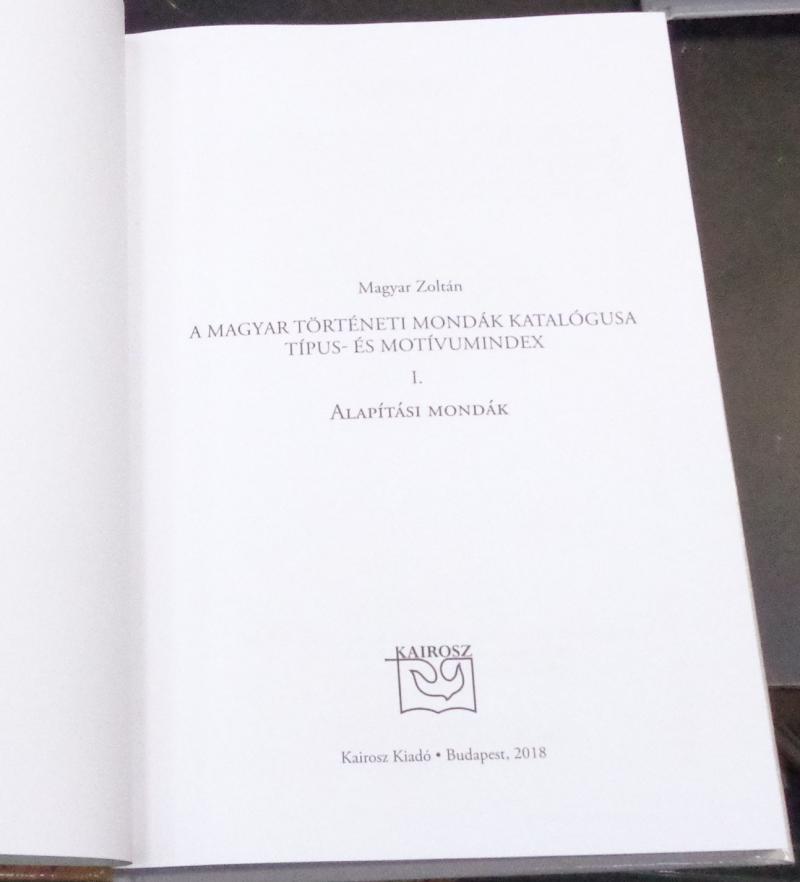 Magyar Zoltán
A MAGYAR TÖRTÉNETI MONDÁK KATALÓGUSA
TÍPUS- ÉS MOTÍVUMINDEX
I.
ALAPÍTÁSI MONDÁK
KAIROSZ
Kairosz Kiadó • Budapest, 2018